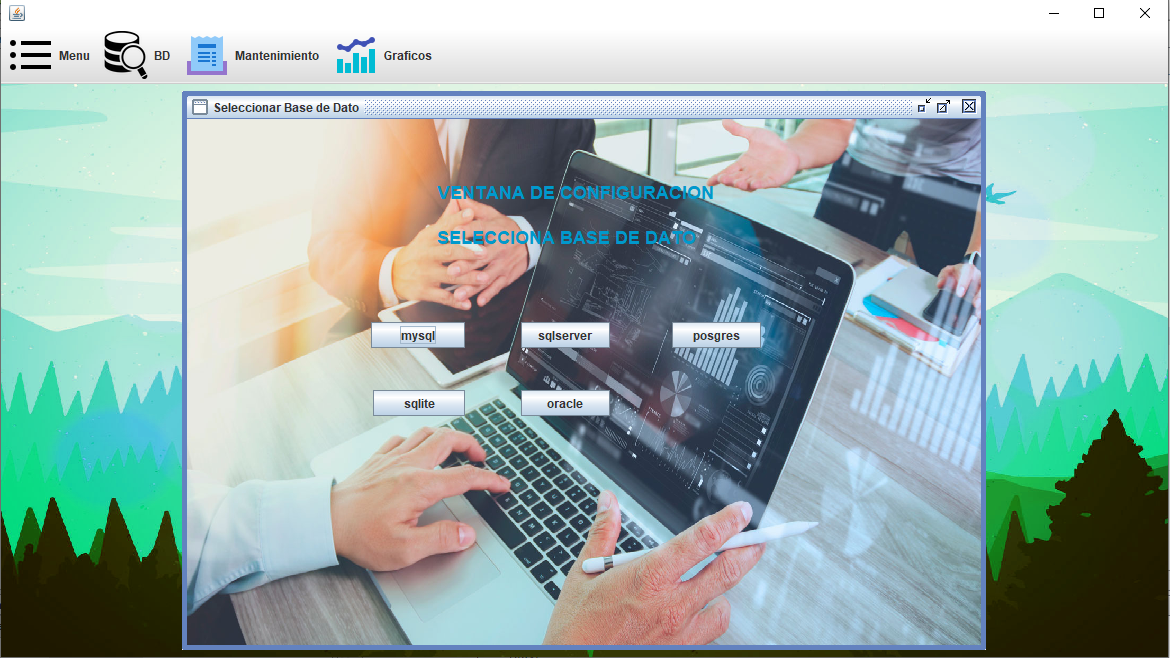 Menu BD Mantenimiento Graficos
Seleccionar Base de Dato
VENTANA DE CONFIGURACION
SELECCIONA BASE DE DATO
mysql sqlserver posgres
sqlite oracle